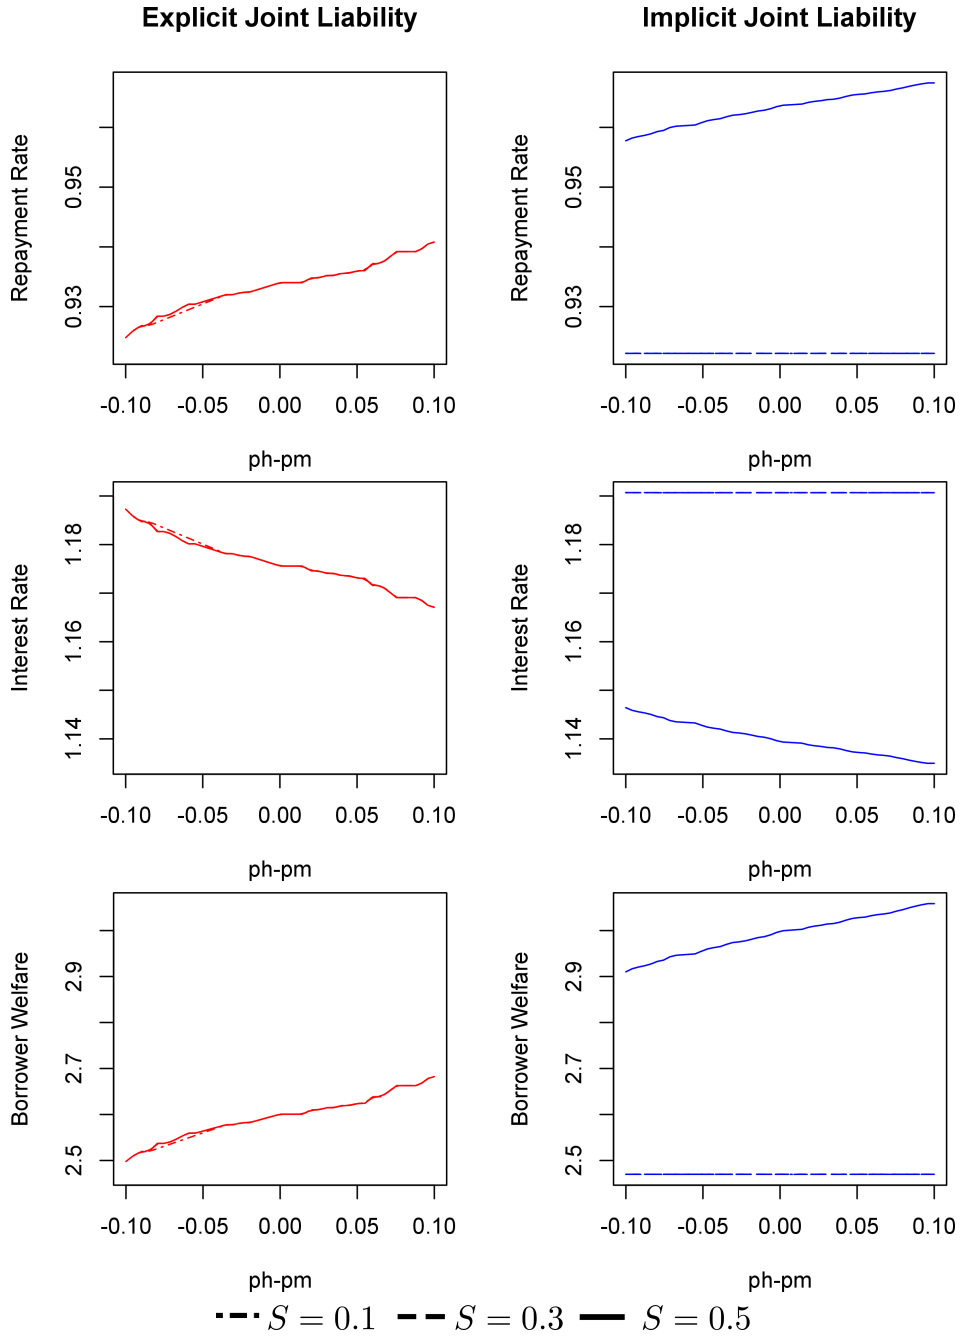 Explicit Joint Liability
Implicit Joint Liability
Repayment Rate
0.93
0.95
-0.10 -0.05 0.00 0.05 0.10
ph-pm
Repayment Rate
0.93
0.95
-0.10 -0.05 0.00 0.05 0.10
ph-pm
Interest Rate
1.14
1.16
1.18
-0.10 -0.05 0.00 0.05 0.10
ph-pm
Interest Rate
1.14
1.16
1.18
-0.10 -0.05 0.00 0.05 0.10
ph-pm
Borrower Welfare
2.5
2.7
2.9
-0.10 -0.05 0.00 0.05 0.10
ph-pm
Borrower Welfare
2.5
2.7
2.9
-0.10 -0.05 0.00 0.05 0.10
ph-pm
S = 0.1 S = 0.3 S = 0.5